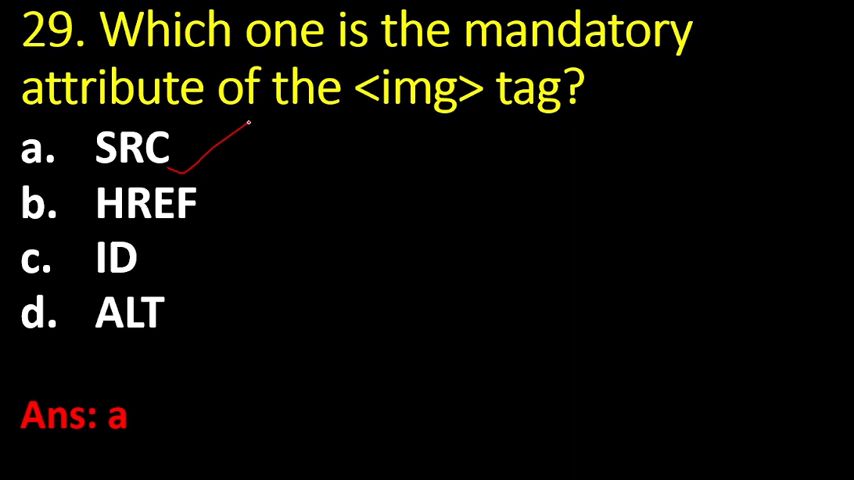 29. Which one is the mandatory
attribute of the <img> tag?
a. SRC
b. HREF
c. ID
d. ALT
Ans: a